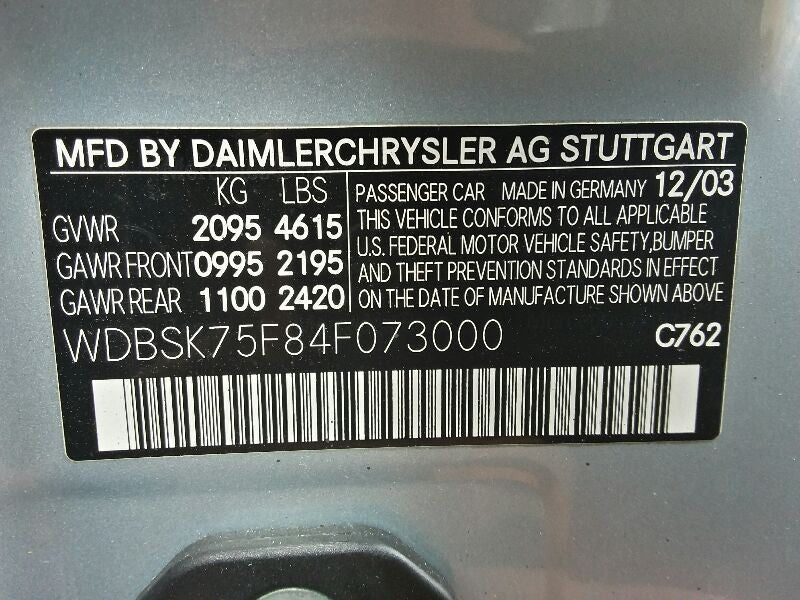 MFD BY DAIMLERCHRYSLER AG STUTTGART
KG LBS
GVWR 2095 4615
GAWR FRONT 0995 2195
GAWR REAR 1100 2420
PASSENGER CAR MADE IN GERMANY 12/03
THIS VEHICLE CONFORMS TO ALL APPLICABLE
U.S. FEDERAL MOTOR VEHICLE SAFETY,BUMPER
AND THEFT PREVENTION STANDARDS IN EFFECT
ON THE DATE OF MANUFACTURE SHOWN ABOVE
WDBSK75F84F073000 C762